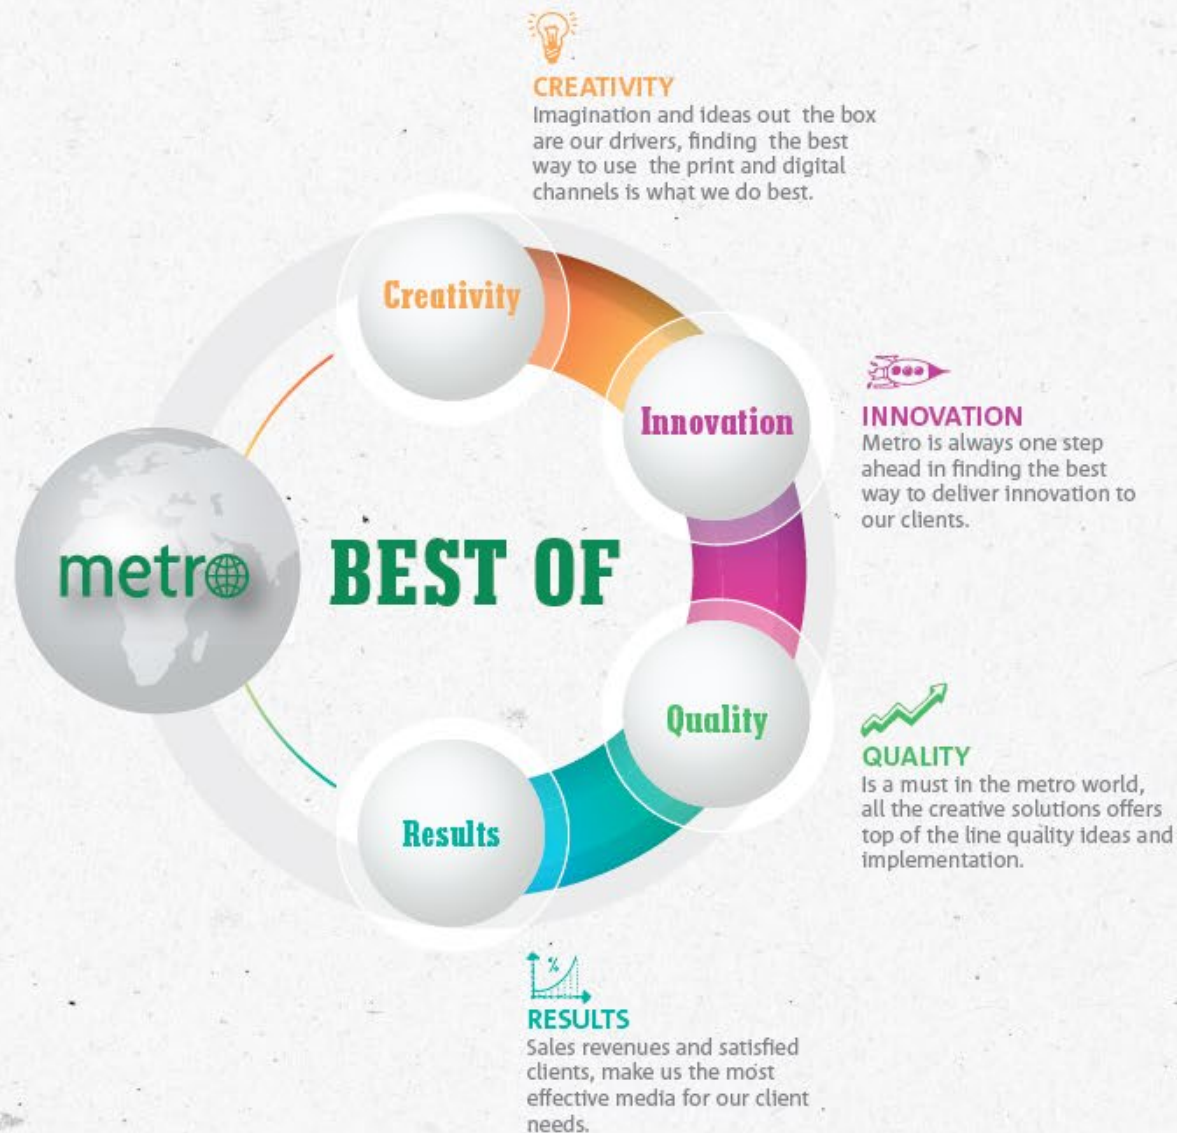 CREATIVITY
Imagination and ideas out the box
are our drivers, finding the best
way to use the print and digital
channels is what we do best.
Creativity
Innovation
INNOVATION
Metro is always one step
ahead in finding the best
way to deliver innovation to
our clients.
metro
BEST OF
Quality
QUALITY
Is a must in the metro world,
all the creative solutions offers
top of the line quality ideas and
implementation.
Results
%
RESULTS
Sales revenues and satisfied
clients, make us the most
effective media for our client
needs.